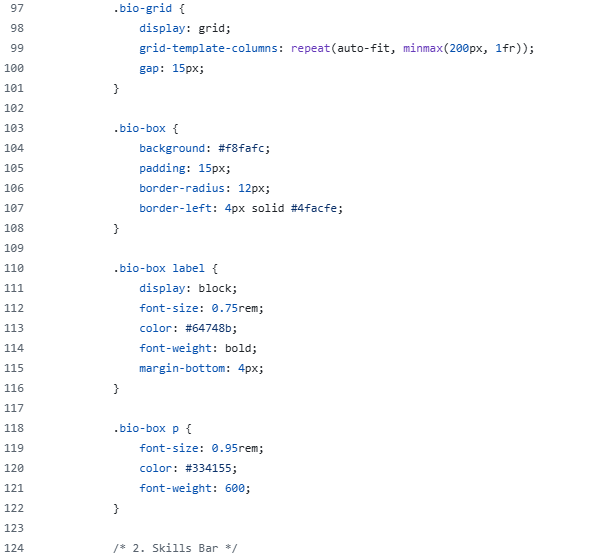 97 .bio-grid {
98 display: grid;
99 grid-template-columns: repeat(auto-fit, minmax(200px, 1fr));
100 gap: 15px;
101 }
102
103 .bio-box {
104 background: #f8fafc;
105 padding: 15px;
106 border-radius: 12px;
107 border-left: 4px solid #4facfe;
108 }
109
110 .bio-box label {
111 display: block;
112 font-size: 0.75rem;
113 color: #64748b;
114 font-weight: bold;
115 margin-bottom: 4px;
116 }
117
118 .bio-box p {
119 font-size: 0.95rem;
120 color: #334155;
121 font-weight: 600;
122 }
123
124 /* 2. Skills Bar */